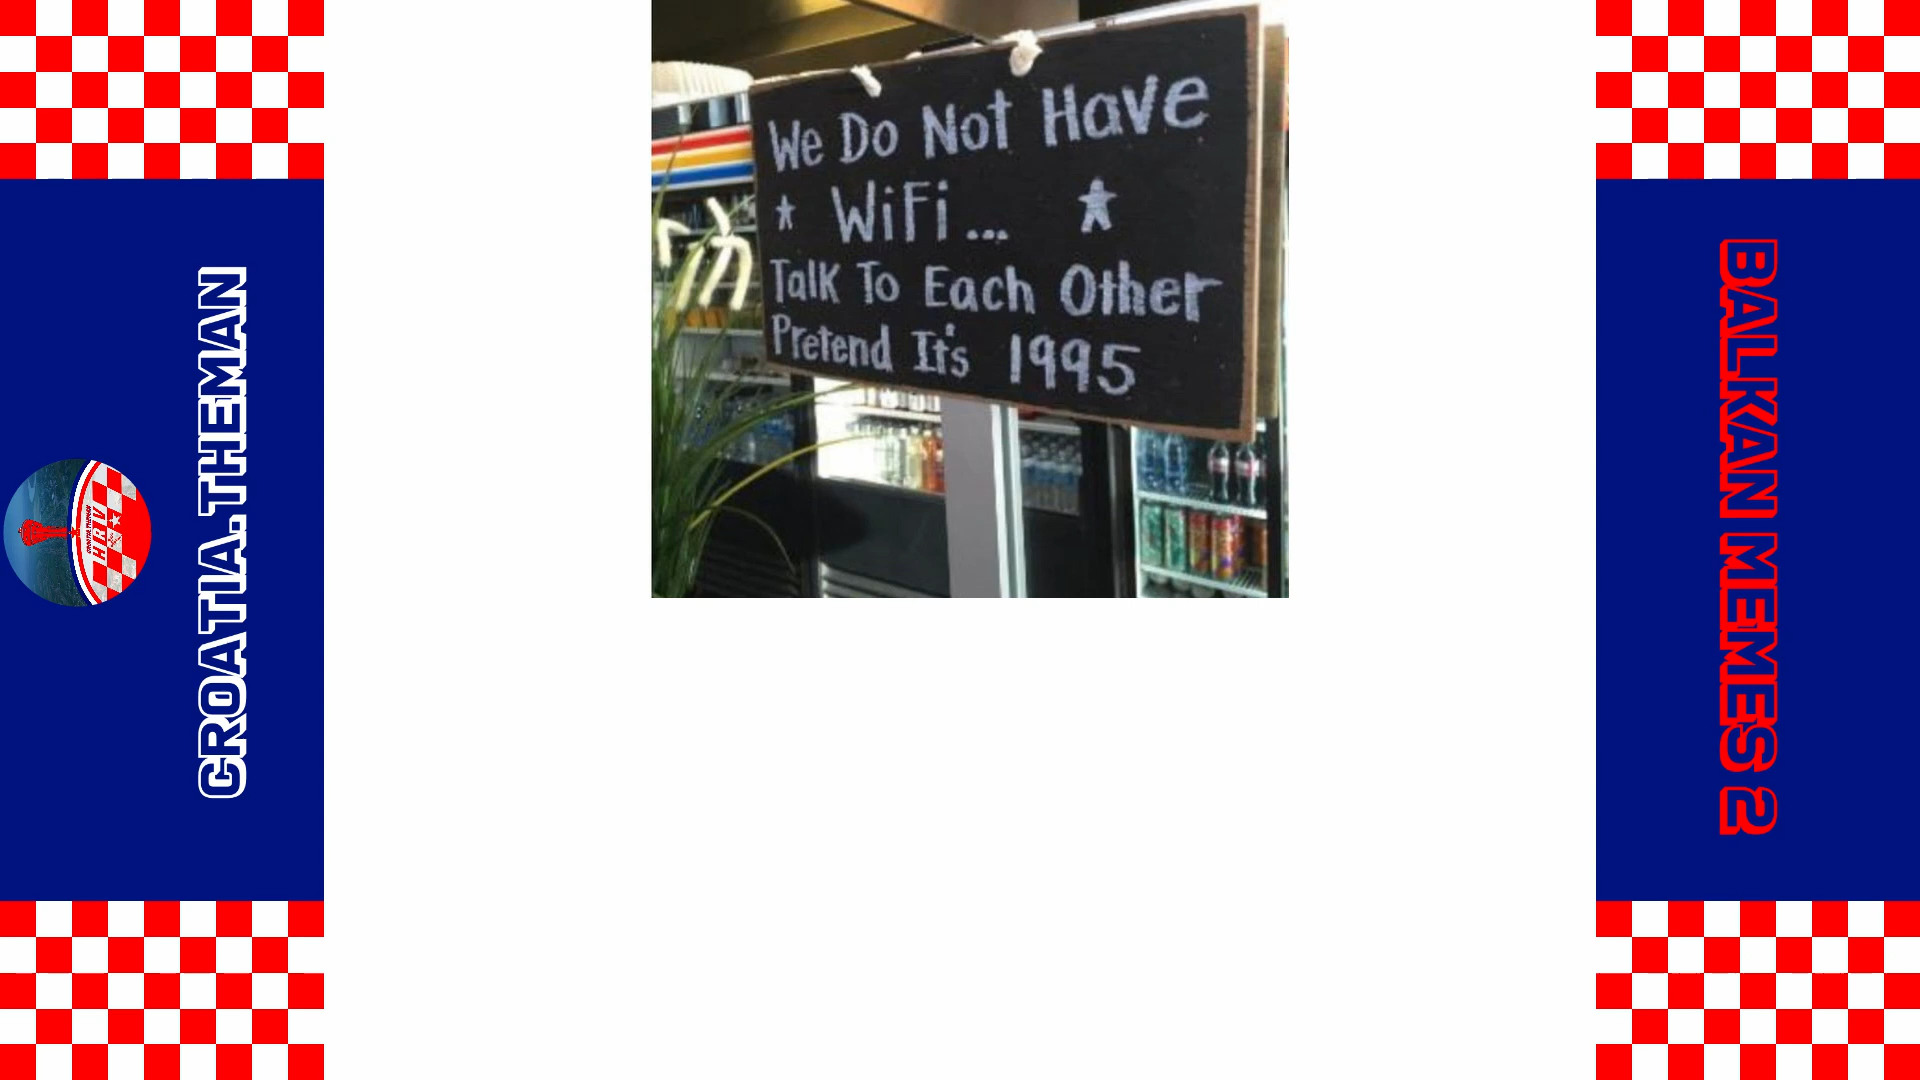 We Do Not Have
WiFi...
Talk To Each Other
Pretend It's 1995
CROATIA.THEMAN
BALKAN MEMES 2